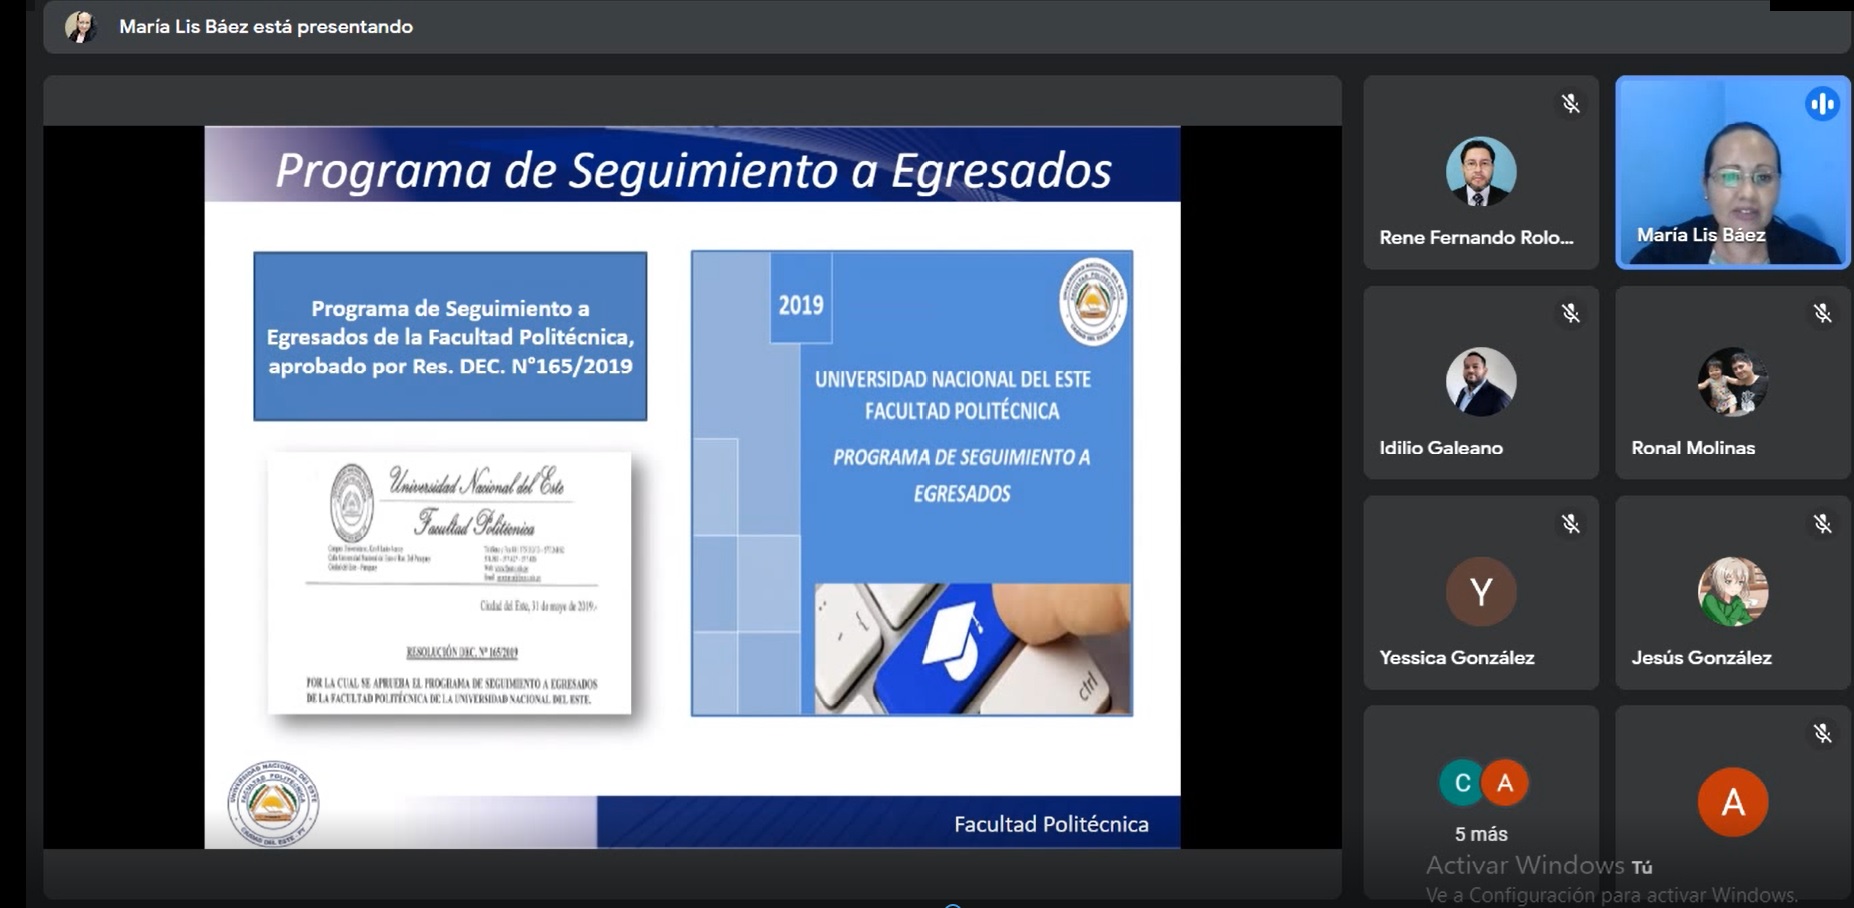 María Lis Báez está presentando
Programa de Seguimiento a Egresados
Programa de Seguimiento a
Egresados de la Facultad Politécnica,
aprobado por Res. DEC. N°165/2019
Universidad Nacional del Este
Facultad Politécnica
Ciudad del Este, 31 de mayo de 2019.-
RESOLUCIÓN DEC. N° 165/2019
POR LA CUAL SE APRUEBA EL PROGRAMA DE SEGUIMIENTO A EGRESADOS
DE LA FACULTAD POLITÉCNICA DE LA UNIVERSIDAD NACIONAL DEL ESTE.
2019
UNIVERSIDAD NACIONAL DEL ESTE
FACULTAD POLITÉCNICA
PROGRAMA DE SEGUIMIENTO A
EGRESADOS
ctrl
Facultad Politécnica
Rene Fernando Rolo...
María Lis Báez
Idilio Galeano
Ronal Molinas
Y
Yessica González
Jesús González
C A
5 más
A
Tú
Activar Windows
Ve a Configuración para activar Windows.